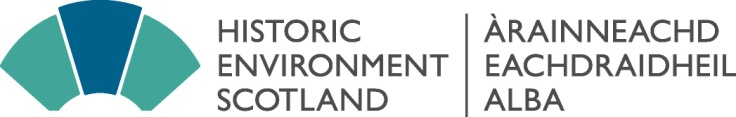 HISTORIC
ENVIRONMENT
SCOTLAND
ÀRAINNEACHD
EACHDRAIDHEIL
ALBA